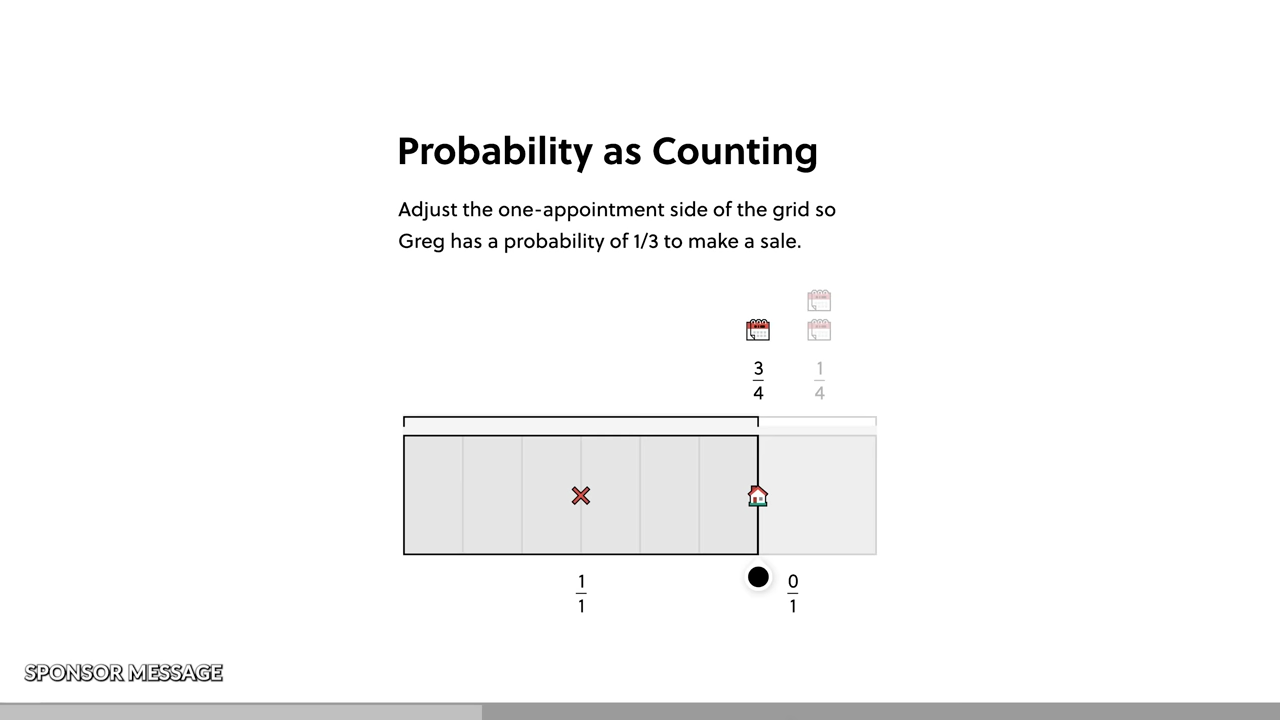 Probability as Counting
Adjust the one-appointment side of the grid so
Greg has a probability of 1/3 to make a sale.
3
4
1
4
1
1
0
1
SPONSOR MESSAGE